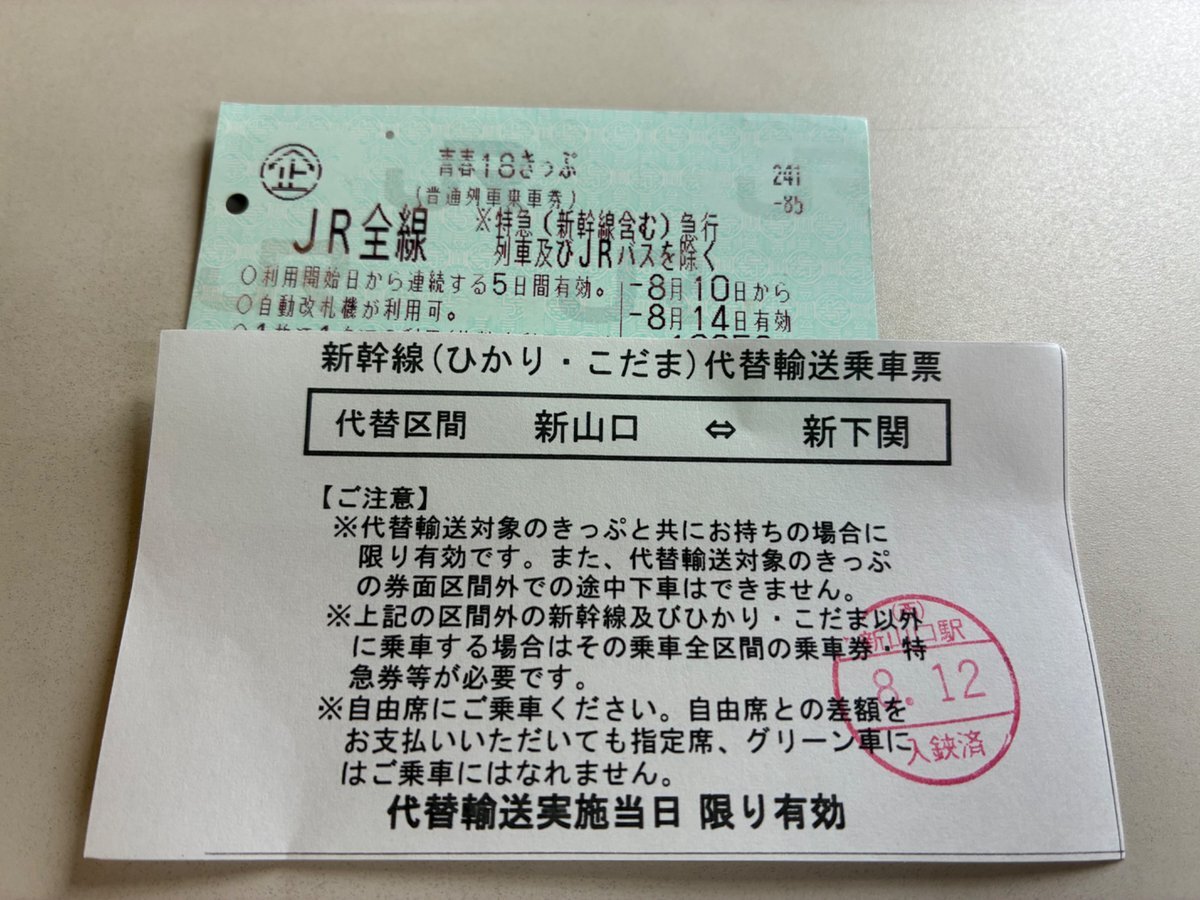 企
青春18きっぷ
241
(普通列車乗車券)
-85
JR全線
※特急(新幹線含む)急行
列車及びJRバスを除く
○利用開始日から連続する5日間有効。
-8月10日から
○自動改札機が利用可。
-8月14日有効
新幹線(ひかり・こだま)代替輸送乗車票
代替区間 新山口 ⇔ 新下関
【ご注意】
※代替輸送対象のきっぷと共にお持ちの場合に
限り有効です。また、代替輸送対象のきっぷ
の券面区間外での途中下車はできません。
※上記の区間外の新幹線及びひかり・こだま以外
に乗車する場合はその乗車全区間の乗車券・特
急券等が必要です。
※自由席にご乗車ください。自由席との差額を
お支払いいただいても指定席、グリーン車に
はご乗車にはなれません。
代替輸送実施当日 限り有効
新山口駅
8.12
入鋏済